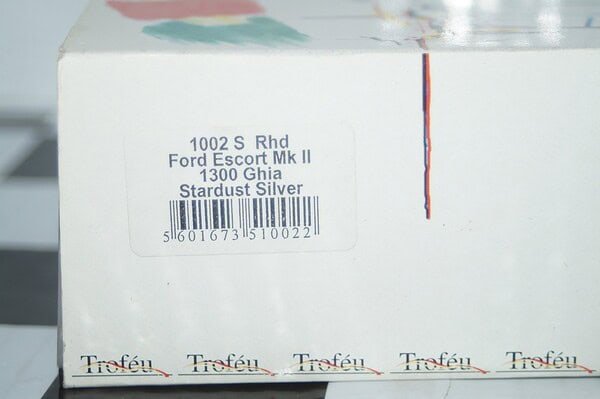 1002 S Rhd
Ford Escort Mk II
1300 Ghia
Stardust Silver
5 601673 510022
Troféu Troféu Troféu Troféu Troféu